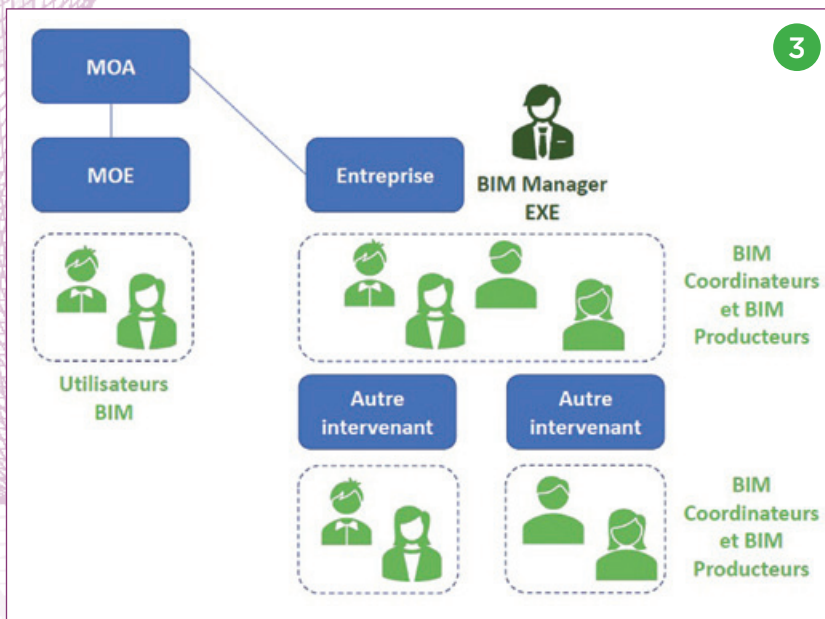 3
MOA
MOE
Entreprise
BIM Manager
EXE
Utilisateurs
BIM
BIM
Coordinateurs
et BIM
Producteurs
Autre
intervenant
Autre
intervenant
BIM
Coordinateurs
et BIM
Producteurs